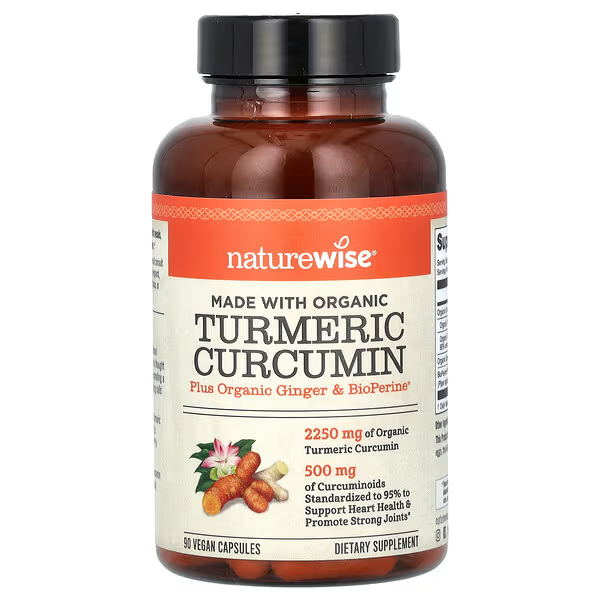 naturewise®
MADE WITH ORGANIC
TURMERIC
CURCUMIN
Plus Organic Ginger & BioPerine®
2250 mg of Organic
Turmeric Curcumin
500 mg
of Curcuminoids
Standardized to 95% to
Support Heart Health &
Promote Strong Joints*
90 VEGAN CAPSULES
DIETARY SUPPLEMENT